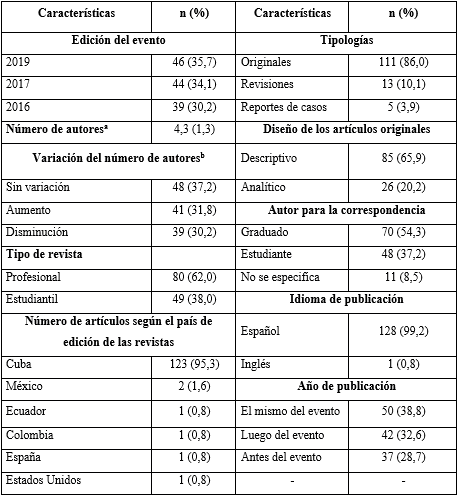 Características n (%) Características n (%)
Edición del evento Tipologías
2019 46 (35,7) Originales 111 (86,0)
2017 44 (34,1) Revisiones 13 (10,1)
2016 39 (30,2) Reportes de casos 5 (3,9)
Número de autoresᵃ 4,3 (1,3) Diseño de los artículos originales
Variación del número de autoresᵇ Descriptivo 85 (65,9)
Sin variación 48 (37,2) Analítico 26 (20,2)
Aumento 41 (31,8) Autor para la correspondencia
Disminución 39 (30,2) Graduado 70 (54,3)
Tipo de revista Estudiante 48 (37,2)
Profesional 80 (62,0) No se especifica 11 (8,5)
Estudiantil 49 (38,0) Idioma de publicación
Número de artículos según el país de
edición de las revistas Español 128 (99,2)
Cuba 123 (95,3) Inglés 1 (0,8)
México 2 (1,6) Año de publicación
Ecuador 1 (0,8) El mismo del evento 50 (38,8)
Colombia 1 (0,8) Luego del evento 42 (32,6)
España 1 (0,8) Antes del evento 37 (28,7)
Estados Unidos 1 (0,8) - -